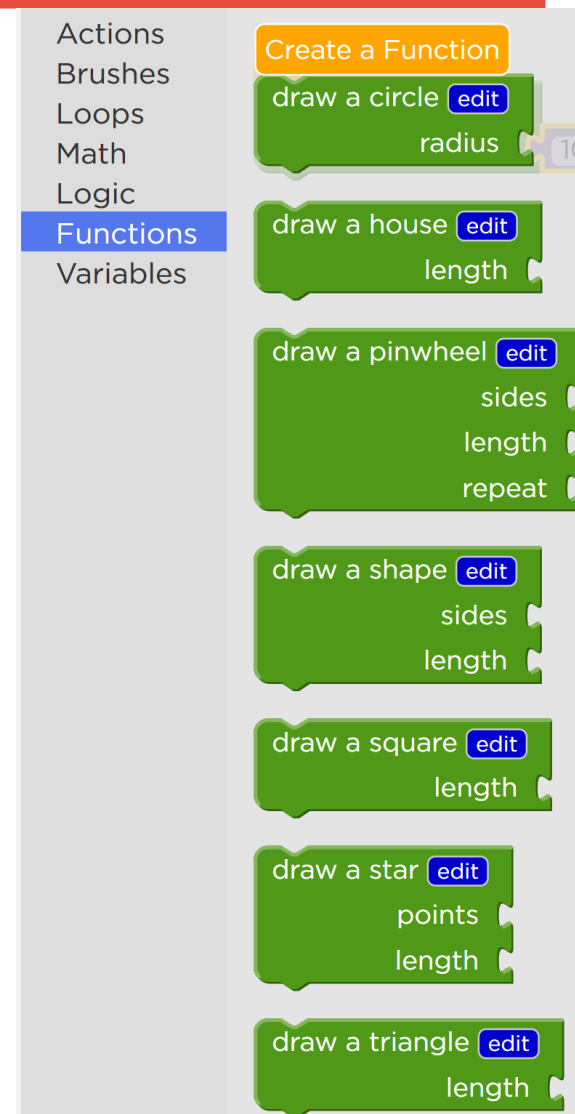 Actions
Brushes
Loops
Math
Logic
Functions
Variables
Create a Function
draw a circle edit
radius
draw a house edit
length
draw a pinwheel edit
sides
length
repeat
draw a shape edit
sides
length
draw a square edit
length
draw a star edit
points
length
draw a triangle edit
length